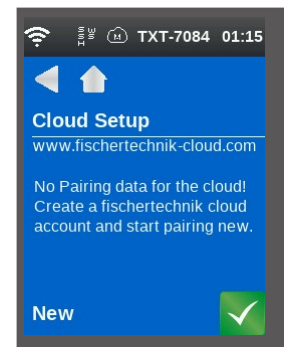 TXT-7084 01:15
Cloud Setup
www.fischertechnik-cloud.com
No Pairing data for the cloud!
Create a fischertechnik cloud
account and start pairing new.
New